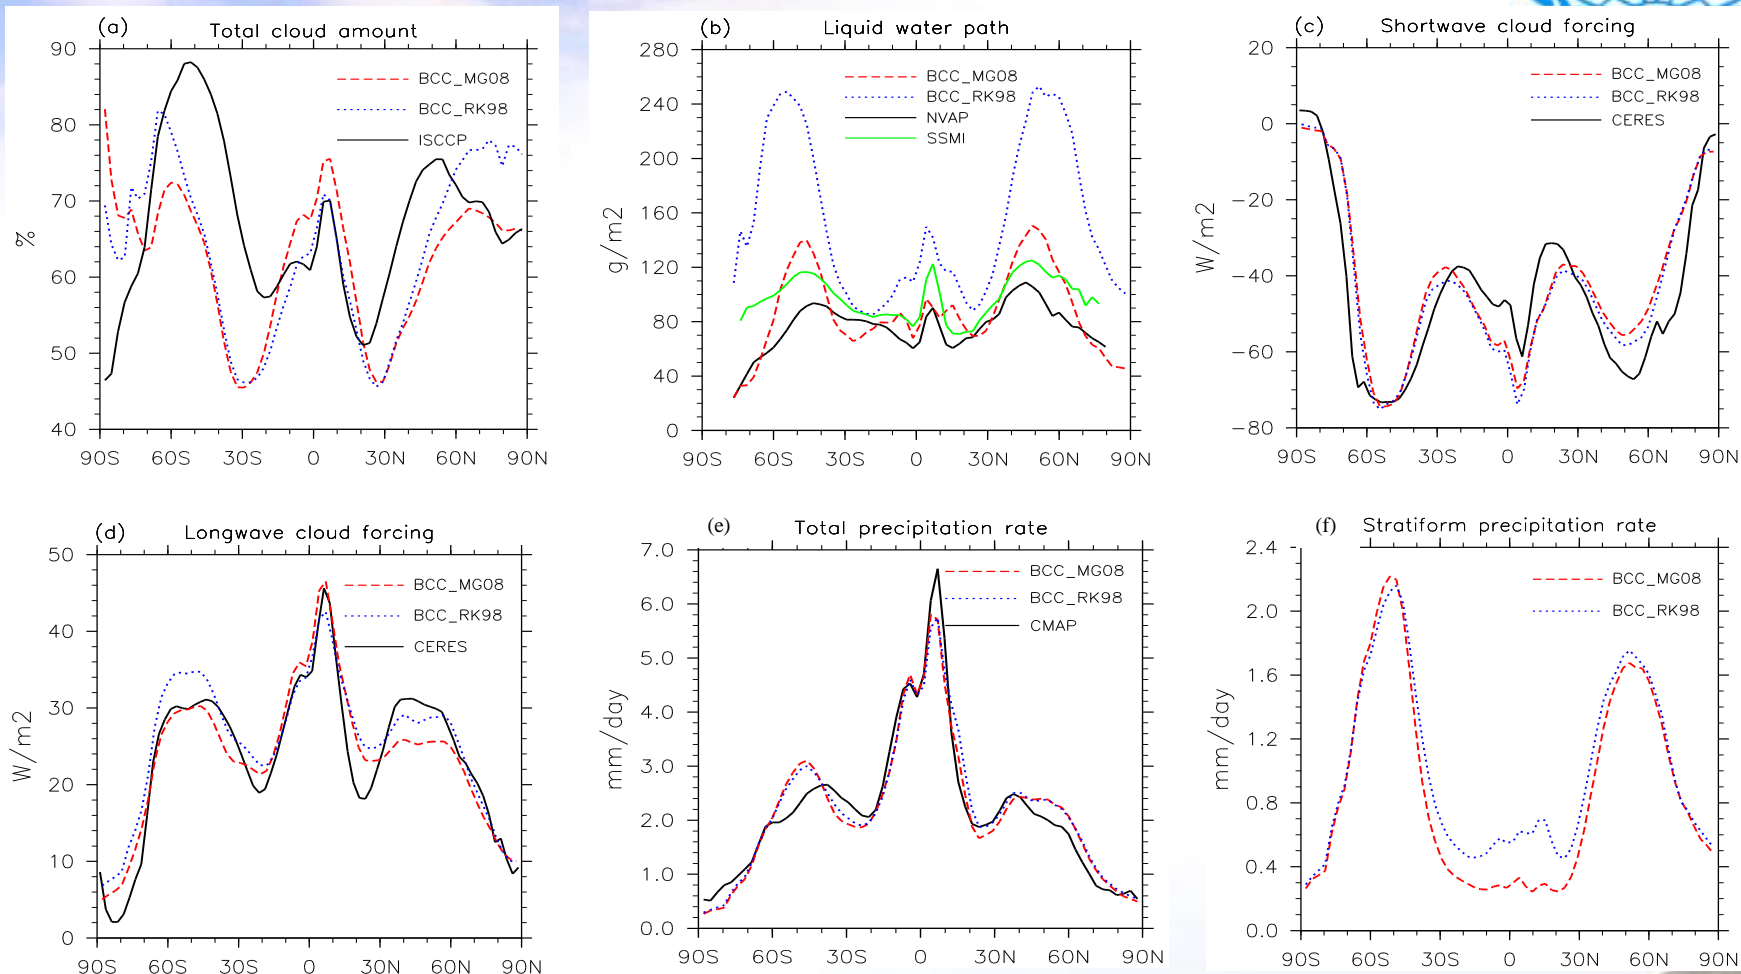 (a)
Total cloud amount
90
80
70
60
50
40
%
BCC_MG08
BCC_RK98
ISCCP
90S 60S 30S 0 30N 60N 90N
(b)
Liquid water path
280
240
200
160
120
80
40
0
g/m2
BCC_MG08
BCC_RK98
NVAP
SSMI
90S 60S 30S 0 30N 60N 90N
(c)
Shortwave cloud forcing
20
0
−20
−40
−60
−80
W/m2
BCC_MG08
BCC_RK98
CERES
90S 60S 30S 0 30N 60N 90N
(d)
Longwave cloud forcing
50
40
30
20
10
0
W/m2
BCC_MG08
BCC_RK98
CERES
90S 60S 30S 0 30N 60N 90N
(e)
Total precipitation rate
7.0
6.0
5.0
4.0
3.0
2.0
1.0
0.0
mm/day
BCC_MG08
BCC_RK98
CMAP
90S 60S 30S 0 30N 60N 90N
(f)
Stratiform precipitation rate
2.4
2.0
1.6
1.2
0.8
0.4
0.0
mm/day
BCC_MG08
BCC_RK98
90S 60S 30S 0 30N 60N 90N